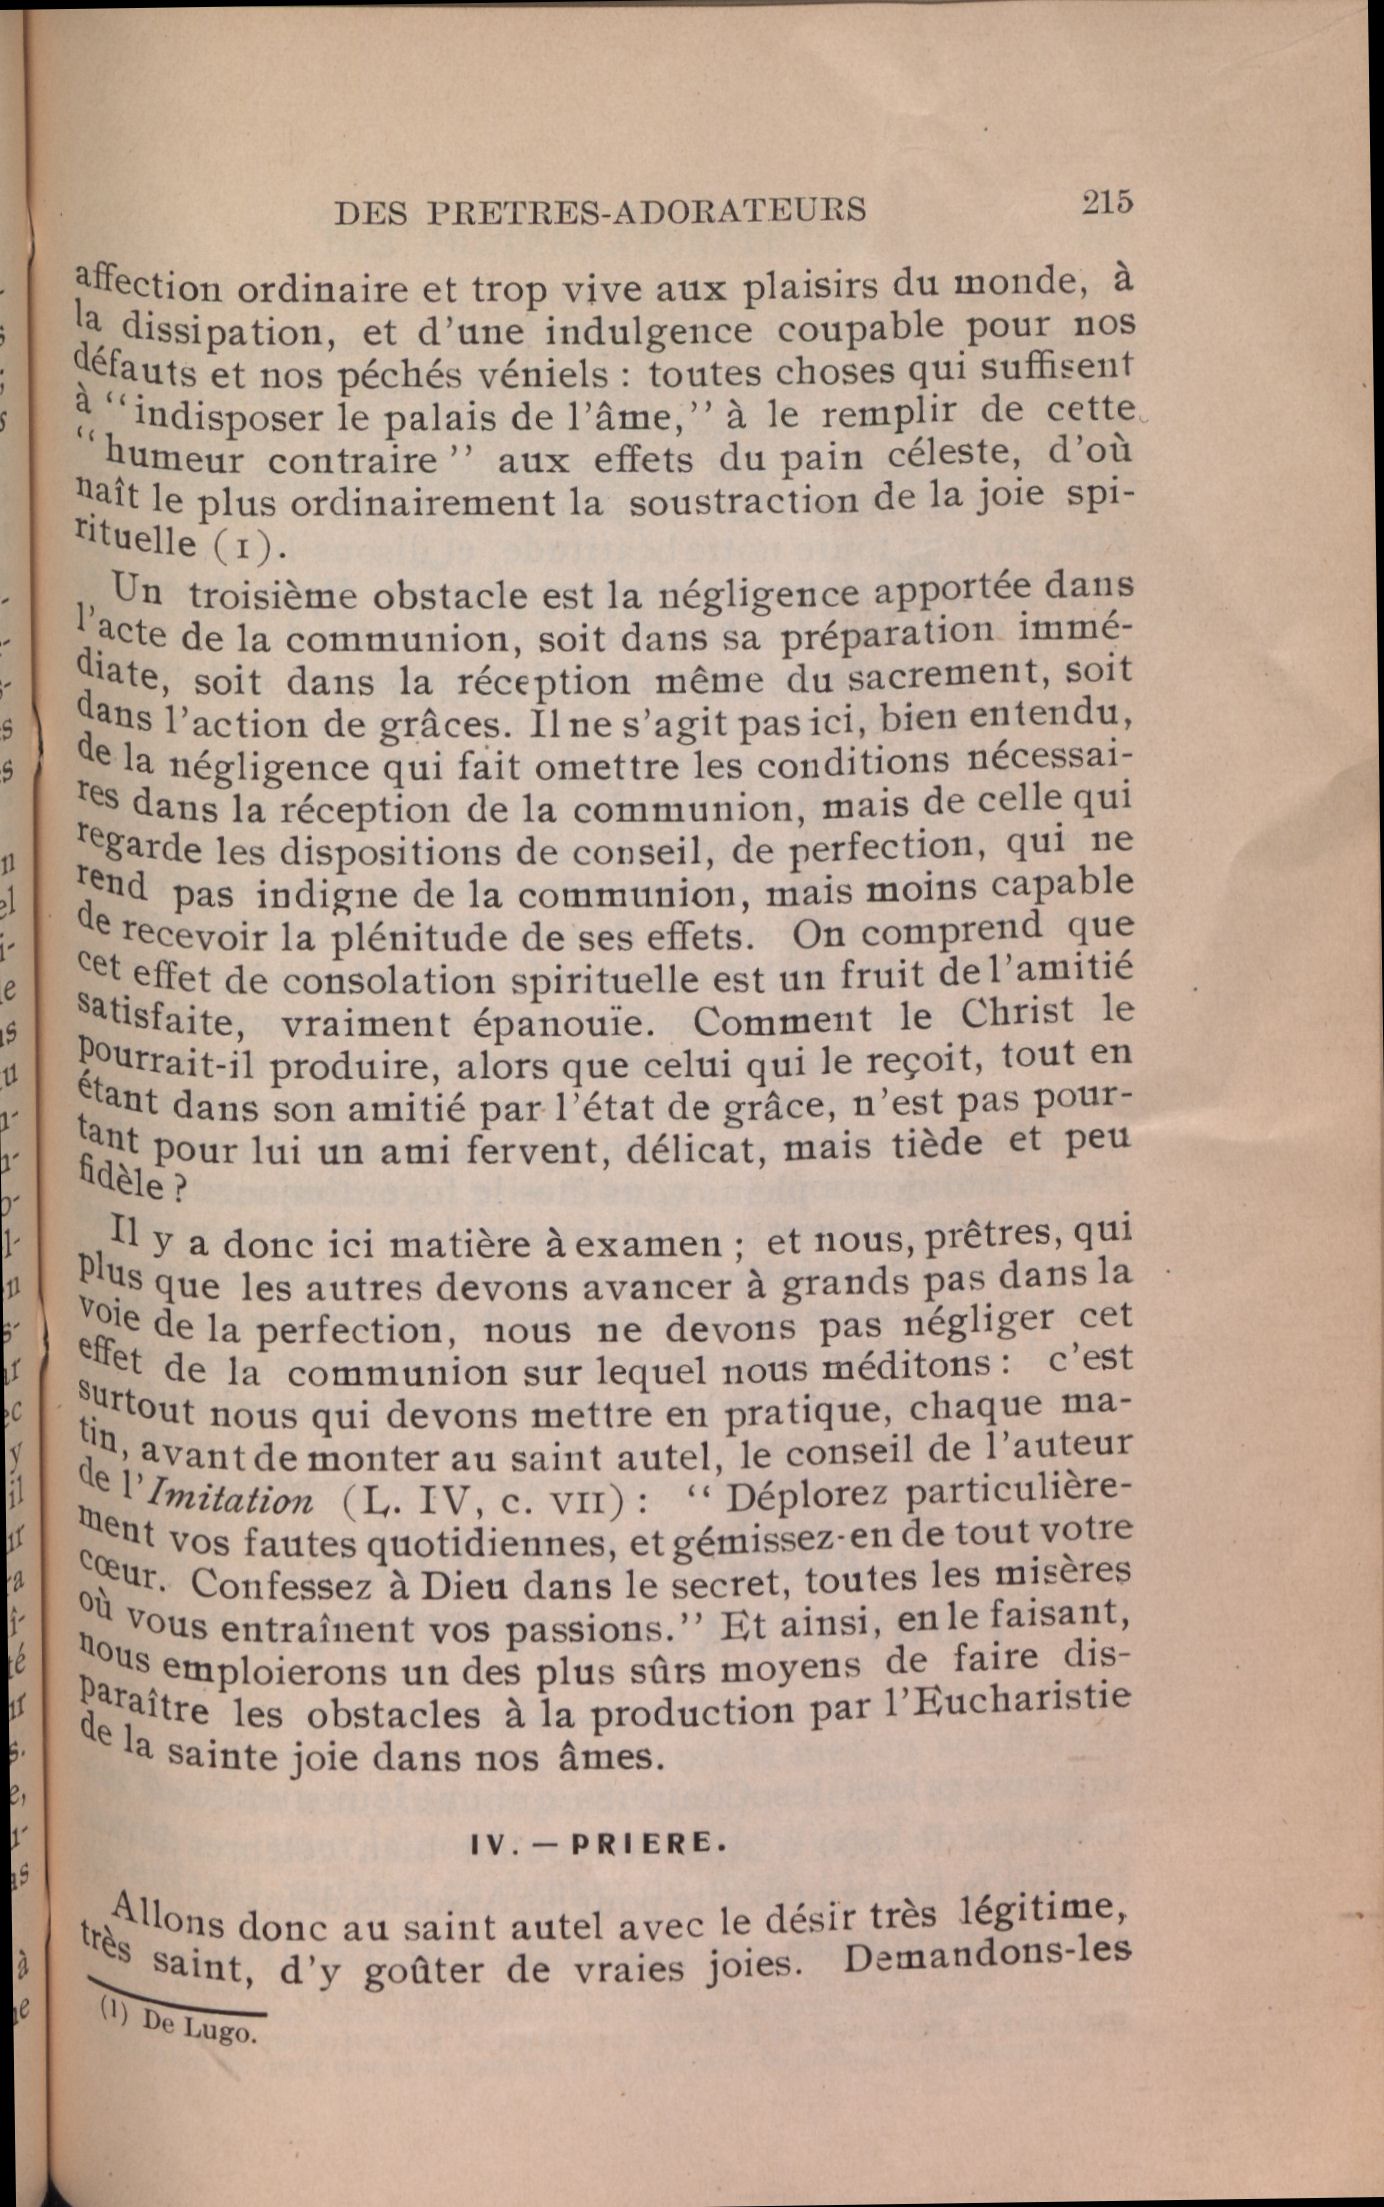 DES PRETRES-ADORATEURS 215
affection ordinaire et trop vive aux plaisirs du monde, à
la dissipation, et d'une indulgence coupable pour nos
défauts et nos péchés véniels : toutes choses qui suffisent
à “indisposer le palais de l'âme,” à le remplir de cette
“humeur contraire” aux effets du pain céleste, d'où
naît le plus ordinairement la soustraction de la joie spi-
rituelle (1).
Un troisième obstacle est la négligence apportée dans
l'acte de la communion, soit dans sa préparation immé-
diate, soit dans la réception même du sacrement, soit
dans l'action de grâces. Il ne s'agit pas ici, bien entendu,
de la négligence qui fait omettre les conditions nécessai-
res dans la réception de la communion, mais de celle qui
regarde les dispositions de conseil, de perfection, qui ne
rend pas indigne de la communion, mais moins capable
de recevoir la plénitude de ses effets. On comprend que
cet effet de consolation spirituelle est un fruit de l'amitié
satisfaite, vraiment épanouïe. Comment le Christ le
pourrait-il produire, alors que celui qui le reçoit, tout en
étant dans son amitié par l'état de grâce, n'est pas pour-
tant pour lui un ami fervent, délicat, mais tiède et peu
fidèle ?
Il y a donc ici matière à examen ; et nous, prêtres, qui
plus que les autres devons avancer à grands pas dans la
voie de la perfection, nous ne devons pas négliger cet
effet de la communion sur lequel nous méditons : c'est
surtout nous qui devons mettre en pratique, chaque ma-
tin, avant de monter au saint autel, le conseil de l'auteur
de l'Imitation (L. IV, c. VII) : “ Déplorez particulière-
ment vos fautes quotidiennes, et gémissez-en de tout votre
cœur. Confessez à Dieu dans le secret, toutes les misères
où vous entraînent vos passions.” Et ainsi, en le faisant,
nous emploierons un des plus sûrs moyens de faire dis-
paraître les obstacles à la production par l'Eucharistie
de la sainte joie dans nos âmes.
IV. — PRIERE.
Allons donc au saint autel avec le désir très légitime,
très saint, d'y goûter de vraies joies. Demandons-les
(1) De Lugo.